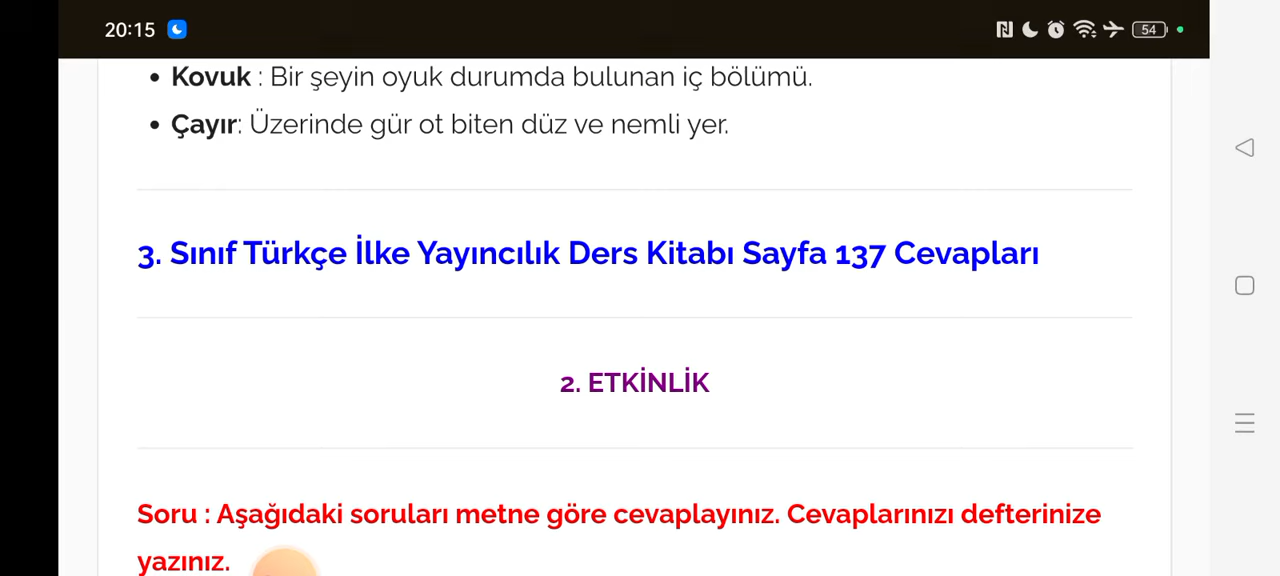 20:15
54
• Kovuk : Bir şeyin oyuk durumda bulunan iç bölümü.
• Çayır: Üzerinde gür ot biten düz ve nemli yer.
3. Sınıf Türkçe İlke Yayıncılık Ders Kitabı Sayfa 137 Cevapları
2. ETKİNLİK
Soru : Aşağıdaki soruları metne göre cevaplayınız. Cevaplarınızı defterinize
yazınız.